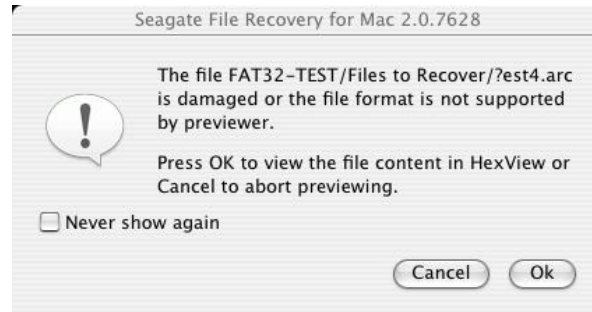 Seagate File Recovery for Mac 2.0.7628
The file FAT32-TEST/Files to Recover/?est4.arc
is damaged or the file format is not supported
by previewer.
Press OK to view the file content in HexView or
Cancel to abort previewing.
Never show again
Cancel Ok